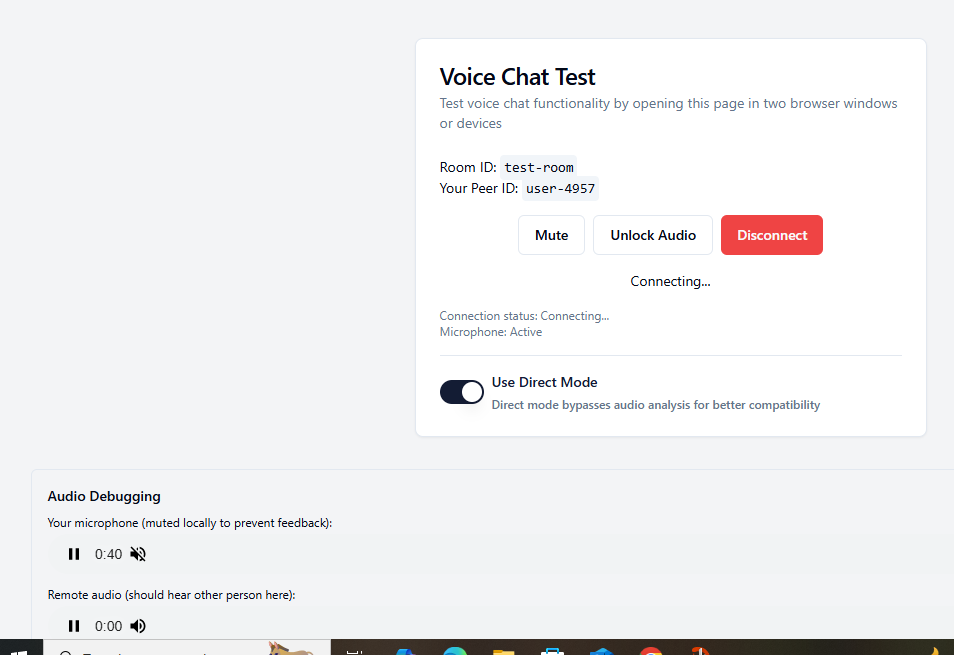 Voice Chat Test
Test voice chat functionality by opening this page in two browser windows
or devices
Room ID: test-room
Your Peer ID: user-4957
Mute Unlock Audio Disconnect
Connecting...
Connection status: Connecting...
Microphone: Active
Use Direct Mode
Direct mode bypasses audio analysis for better compatibility
Audio Debugging
Your microphone (muted locally to prevent feedback):
0:40
Remote audio (should hear other person here):
0:00